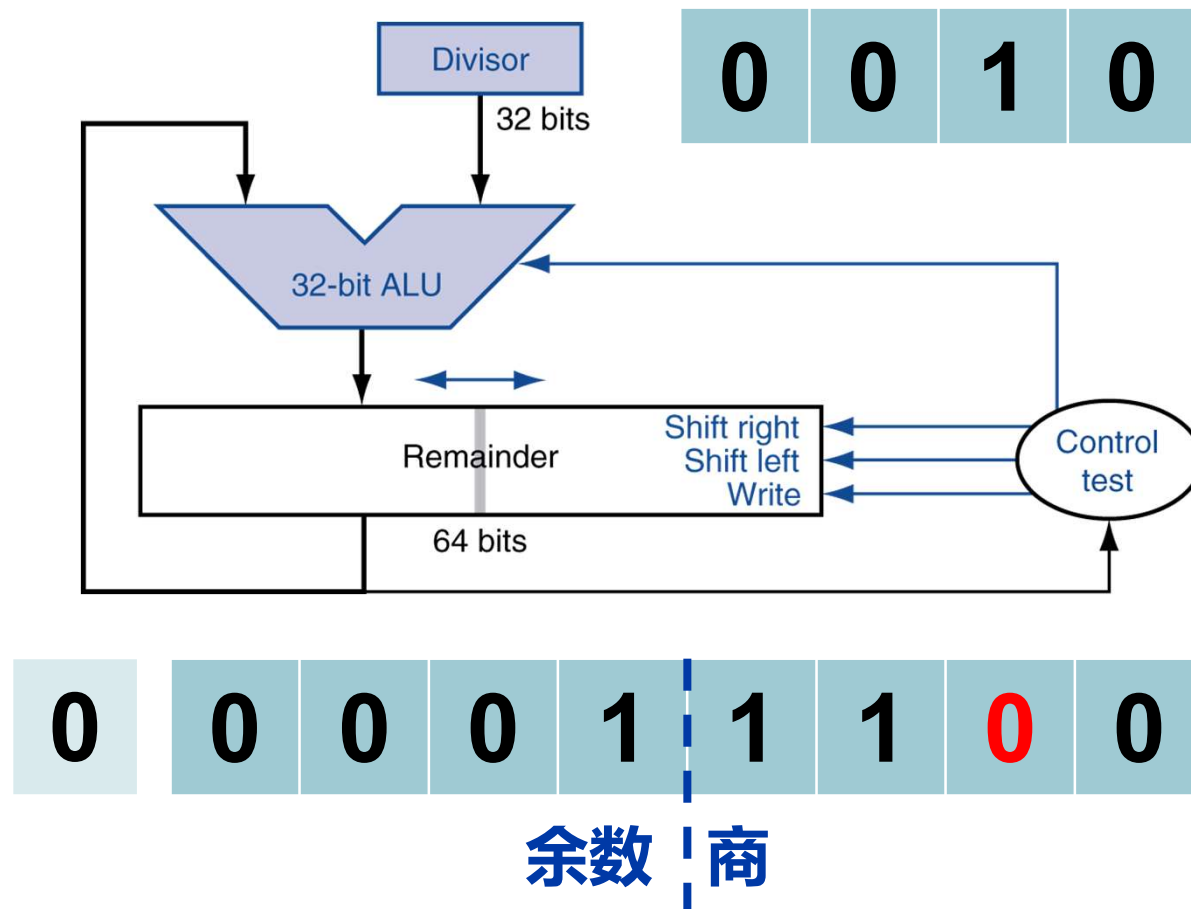 Divisor
0 0 1 0
32 bits
32-bit ALU
Remainder
Shift right
Shift left
Write
Control
test
64 bits
0 0 0 0 1 1 1 0 0
余数 商